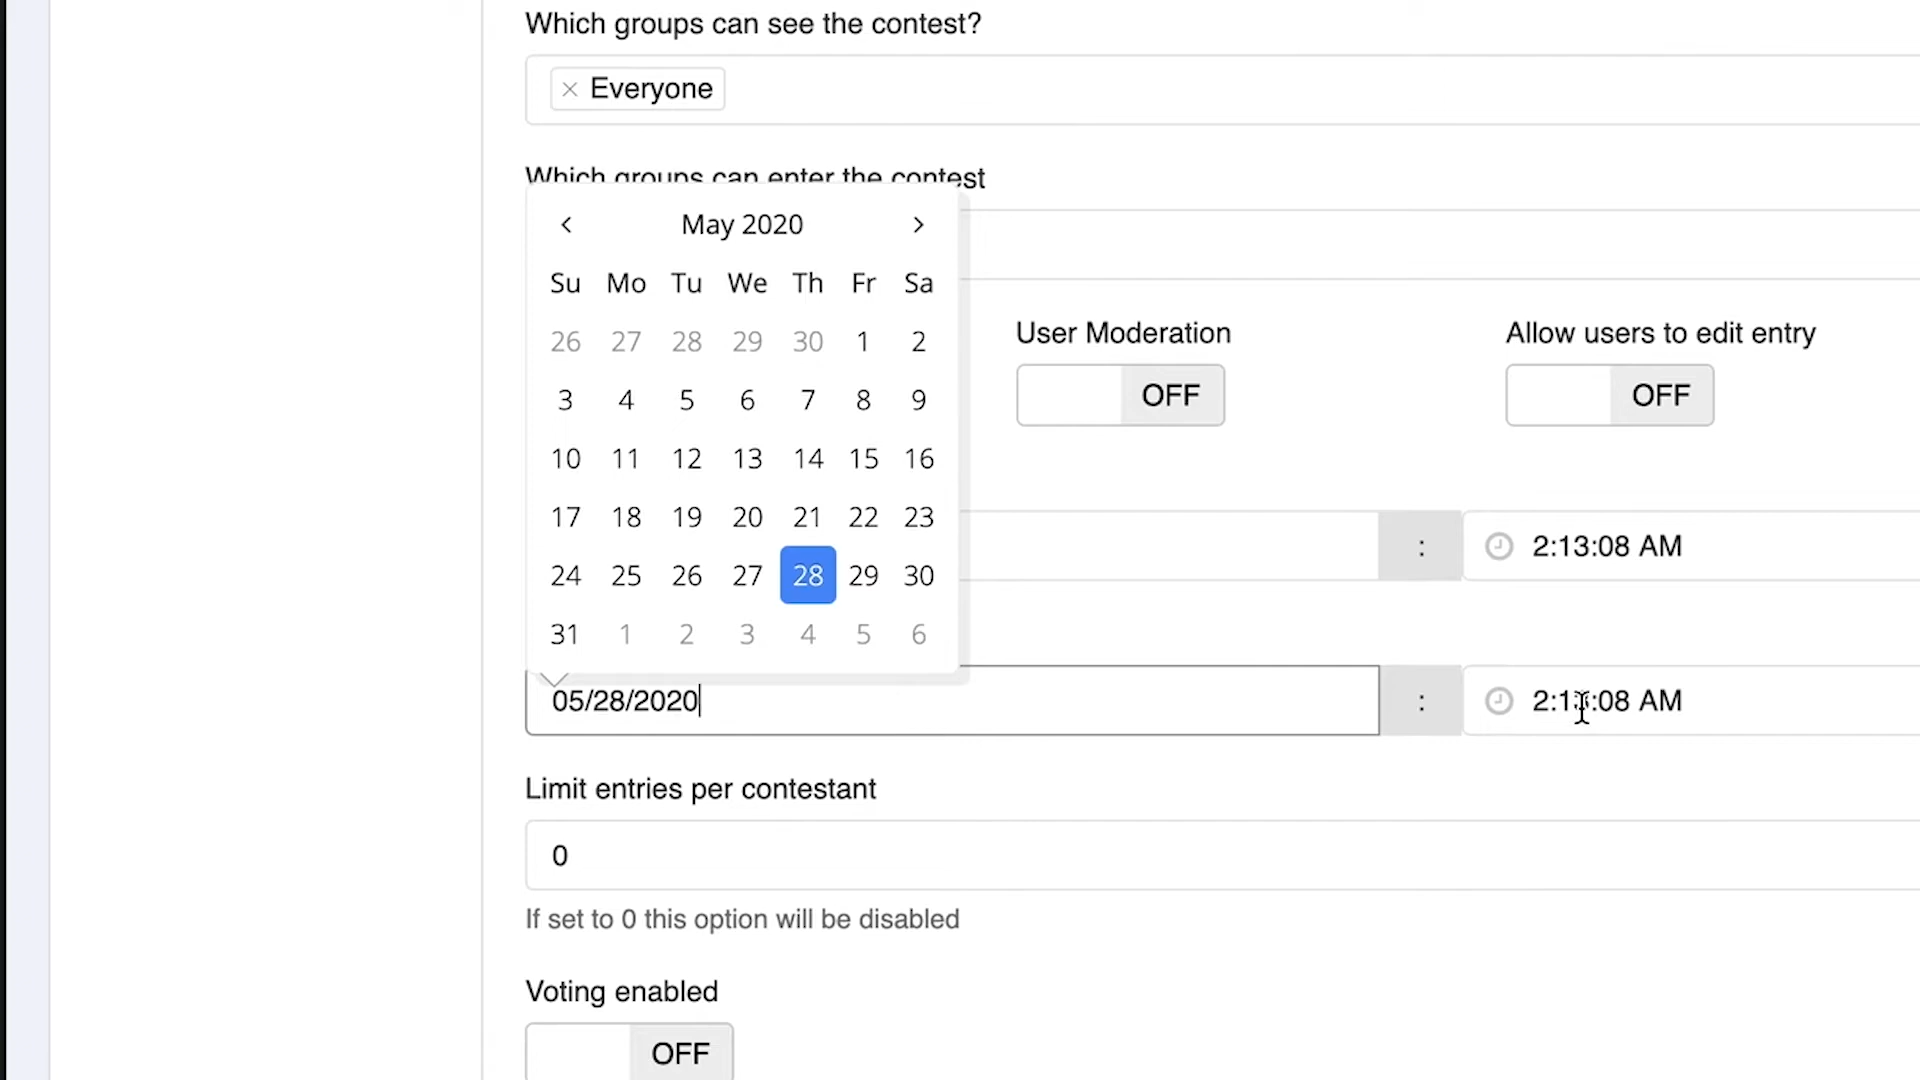 Which groups can see the contest?
× Everyone
Which groups can enter the contest
‹ May 2020 ›
Su Mo Tu We Th Fr Sa
26 27 28 29 30 1 2
3 4 5 6 7 8 9
10 11 12 13 14 15 16
17 18 19 20 21 22 23
24 25 26 27 28 29 30
31 1 2 3 4 5 6
User Moderation
OFF
Allow users to edit entry
OFF
: 2:13:08 AM
05/28/2020 : 2:13:08 AM
Limit entries per contestant
0
If set to 0 this option will be disabled
Voting enabled
OFF